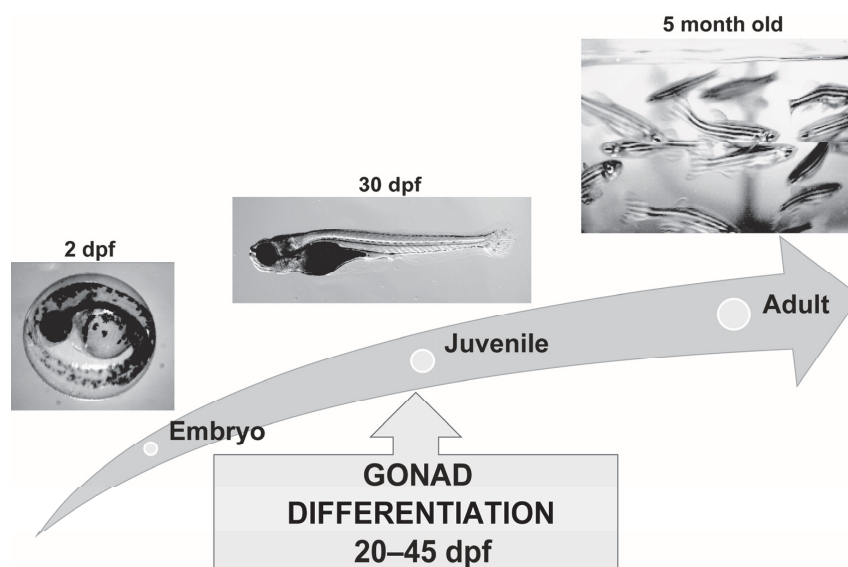 5 month old
30 dpf
2 dpf
Adult
Juvenile
Embryo
GONAD
DIFFERENTIATION
20–45 dpf